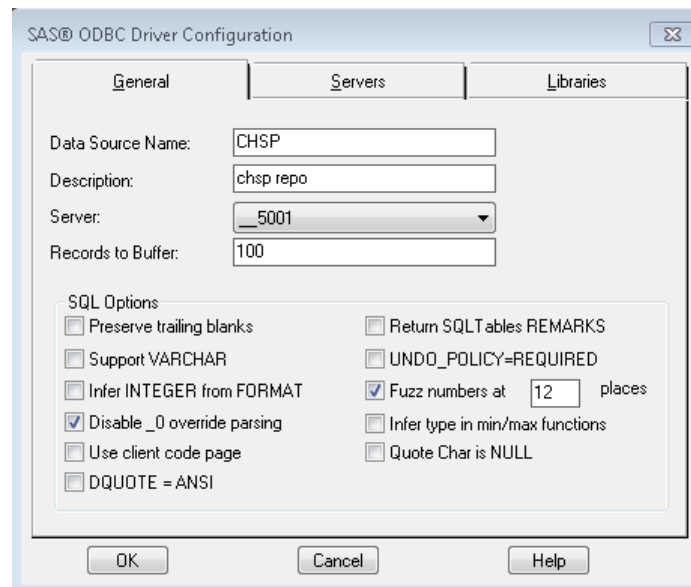 SAS® ODBC Driver Configuration
General Servers Libraries
Data Source Name: CHSP
Description: chsp repo
Server: __5001
Records to Buffer: 100
SQL Options
Preserve trailing blanks Return SQLTables REMARKS
Support VARCHAR UNDO_POLICY=REQUIRED
Infer INTEGER from FORMAT Fuzz numbers at 12 places
Disable _0 override parsing Infer type in min/max functions
Use client code page Quote Char is NULL
DQUOTE = ANSI
OK Cancel Help